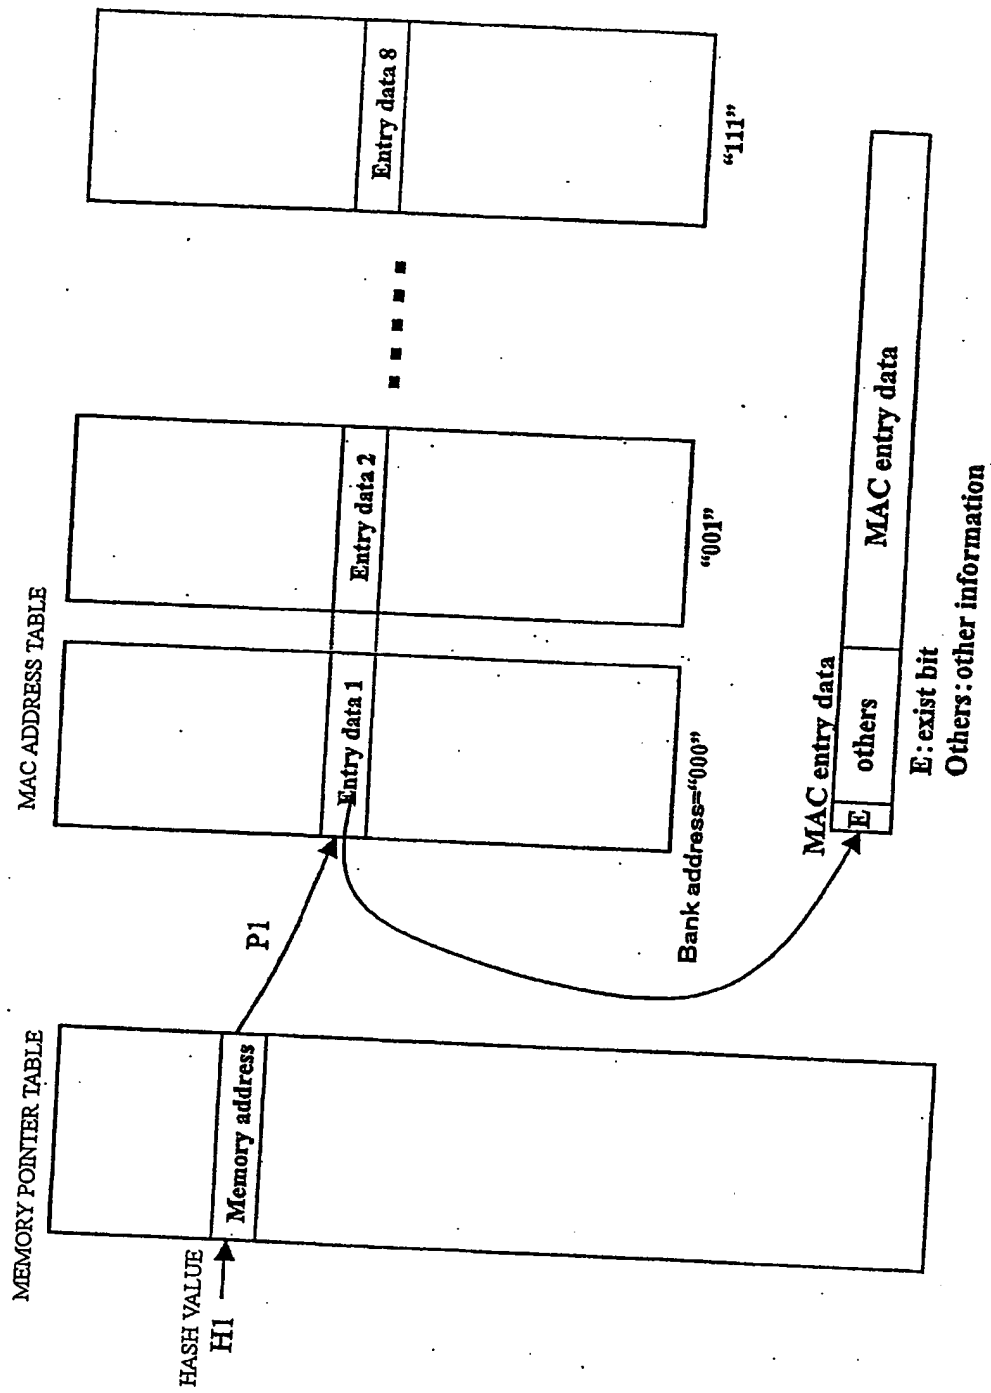 MEMORY POINTER TABLE
HASH VALUE
H1
Memory address
P1
MAC ADDRESS TABLE
Entry data 1
Entry data 2
Entry data 8
Bank address=“000”
“001”
“111”
MAC entry data
E
others
MAC entry data
E:exist bit
Others:other information